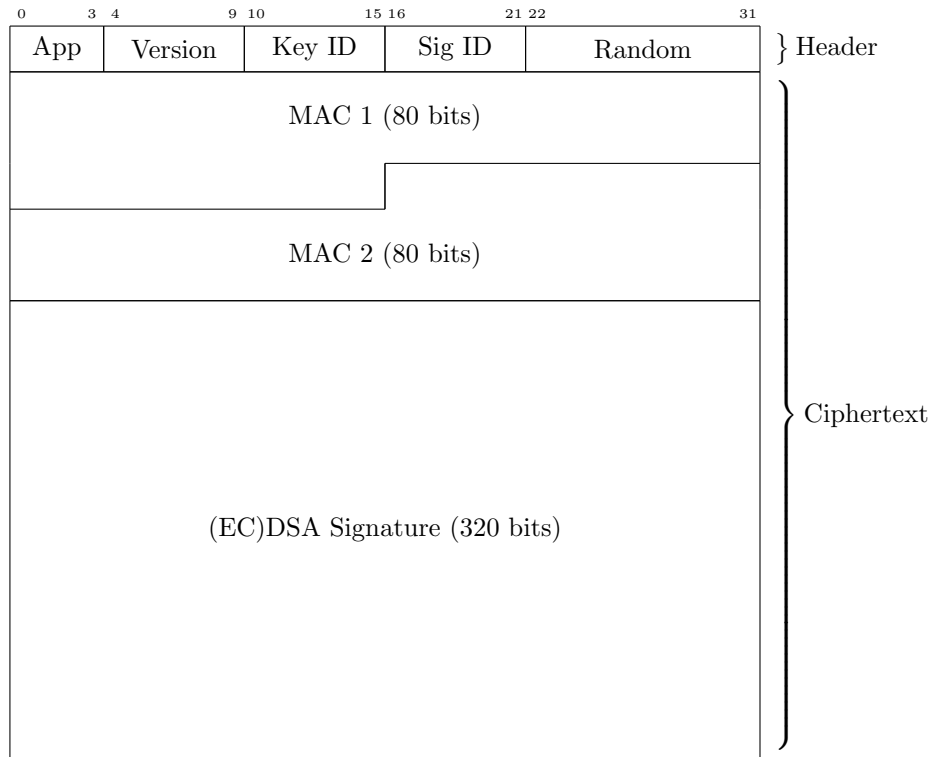 0 3 4 9 10 15 16 21 22 31
App Version Key ID Sig ID Random Header
MAC 1 (80 bits)
MAC 2 (80 bits)
Ciphertext
(EC)DSA Signature (320 bits)